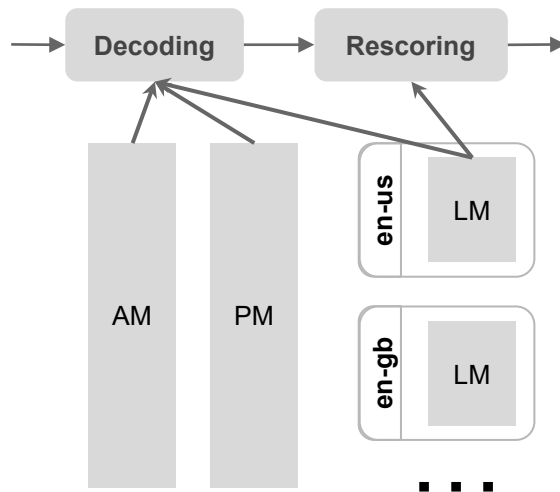 Decoding
Rescoring
AM
PM
en-us
LM
en-gb
LM
. . .